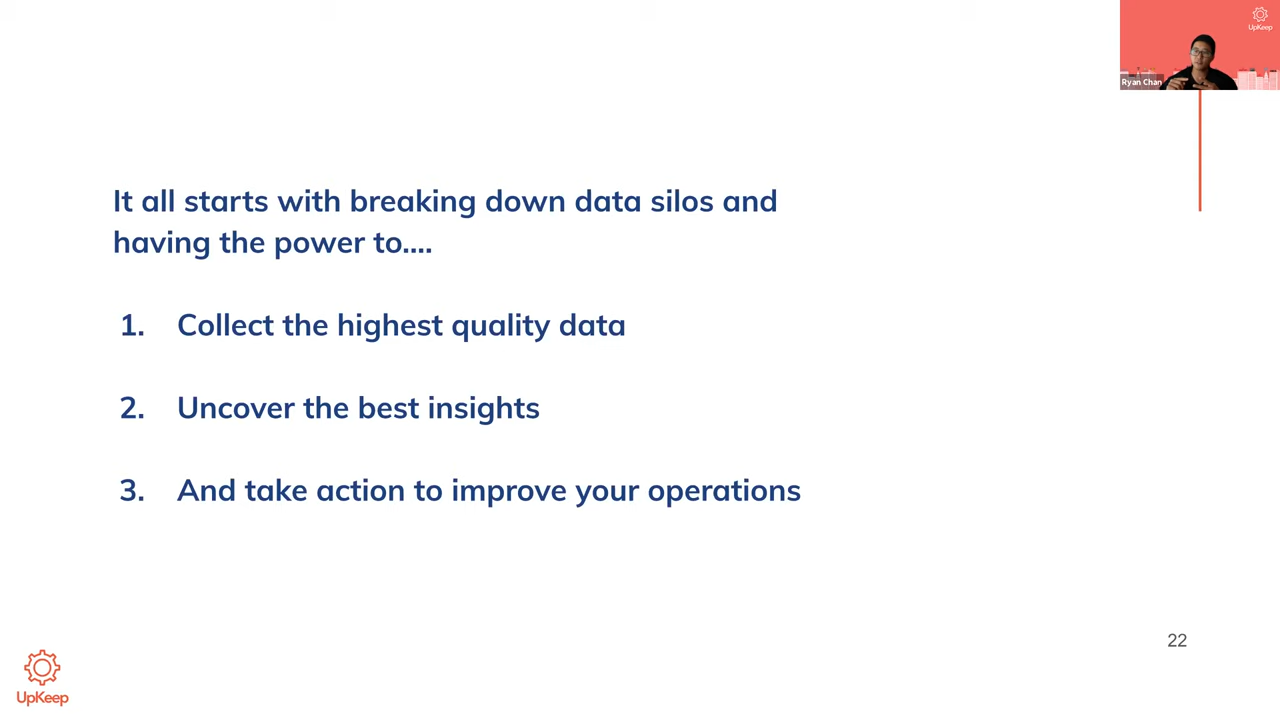 UpKeep
Ryan Chan
It all starts with breaking down data silos and
having the power to....
1. Collect the highest quality data
2. Uncover the best insights
3. And take action to improve your operations
22
UpKeep